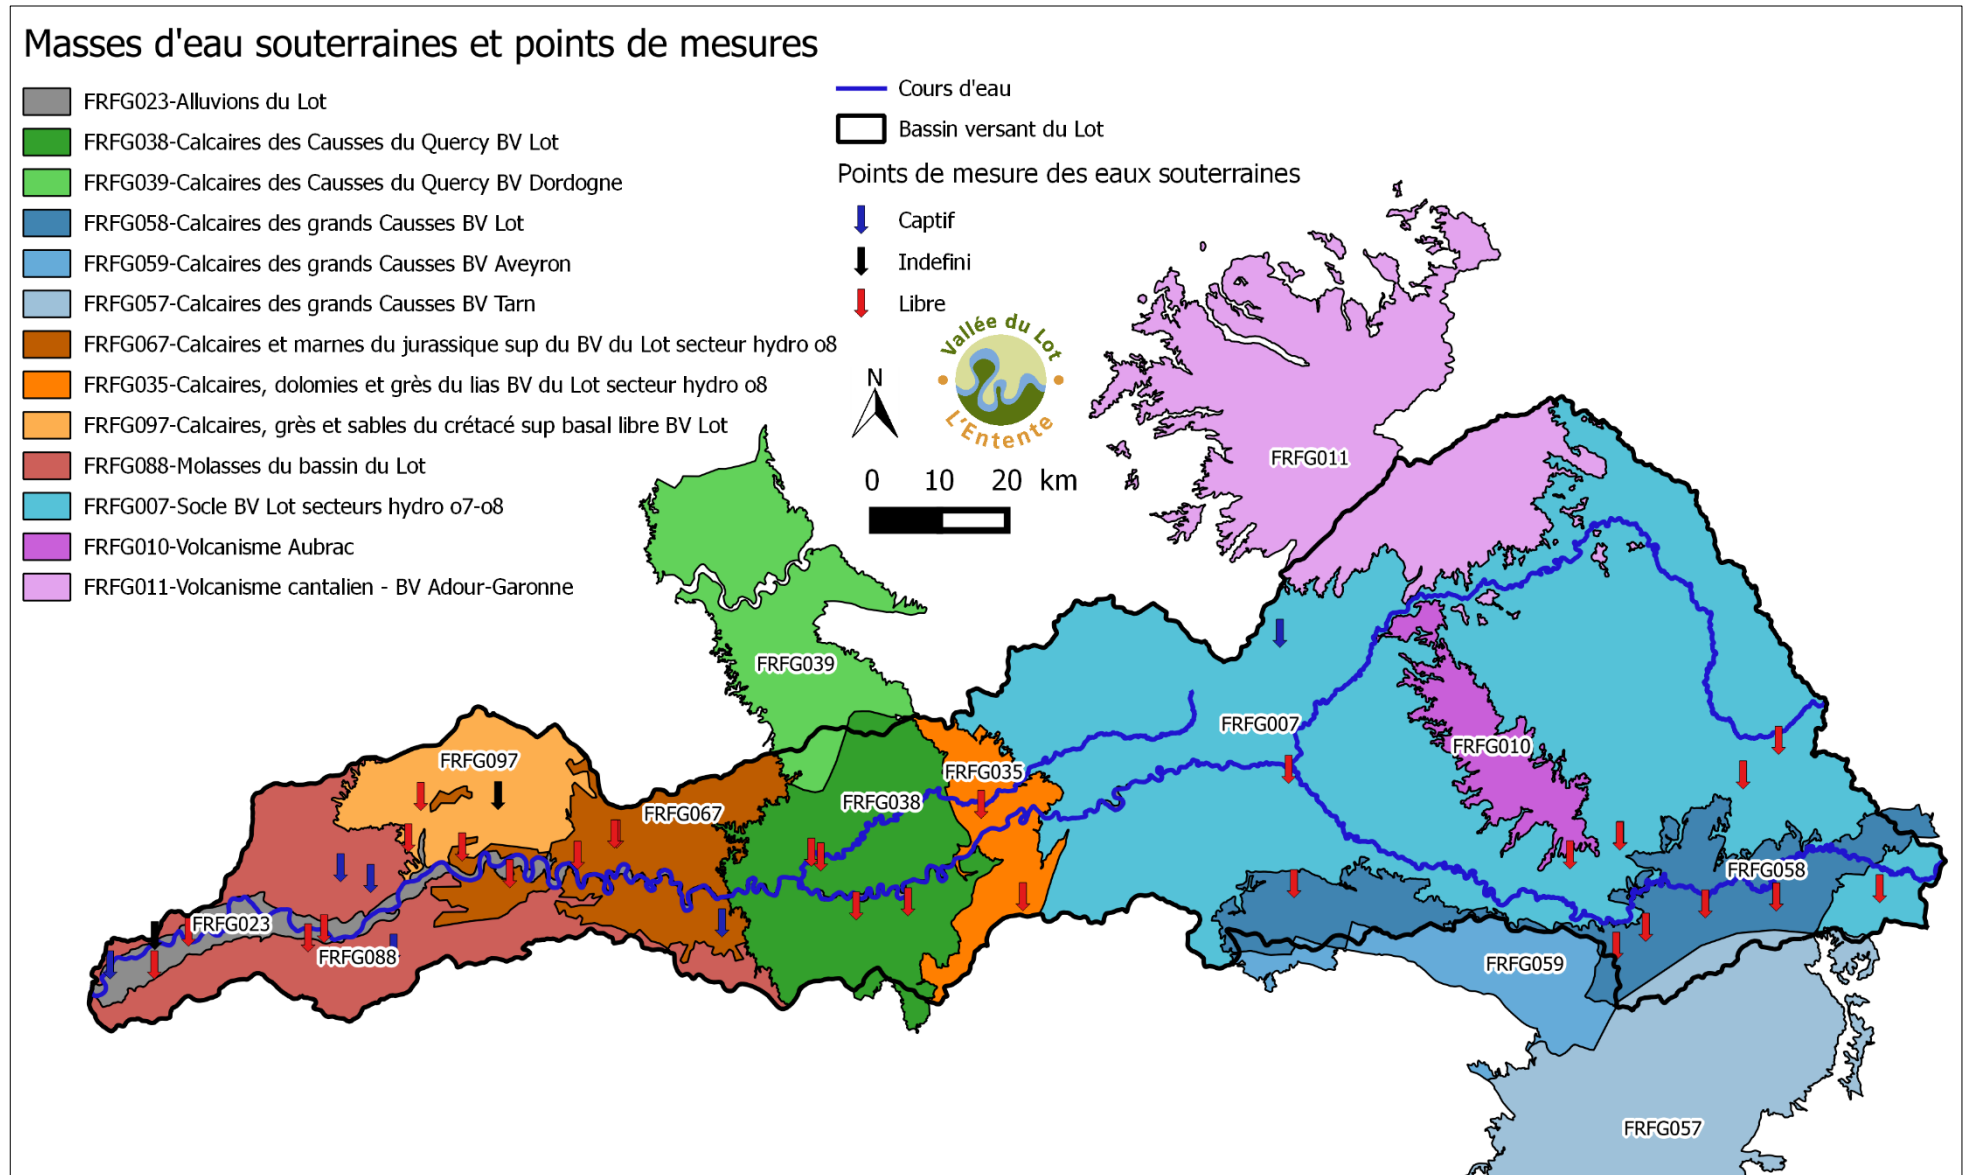 Masses d'eau souterraines et points de mesures
FRFG023-Alluvions du Lot
FRFG038-Calcaires des Causses du Quercy BV Lot
FRFG039-Calcaires des Causses du Quercy BV Dordogne
FRFG058-Calcaires des grands Causses BV Lot
FRFG059-Calcaires des grands Causses BV Aveyron
FRFG057-Calcaires des grands Causses BV Tarn
FRFG067-Calcaires et marnes du jurassique sup du BV du Lot secteur hydro o8
FRFG035-Calcaires, dolomies et grès du lias BV du Lot secteur hydro o8
FRFG097-Calcaires, grès et sables du crétacé sup basal libre BV Lot
FRFG088-Molasses du bassin du Lot
FRFG007-Socle BV Lot secteurs hydro o7-o8
FRFG010-Volcanisme Aubrac
FRFG011-Volcanisme cantalien - BV Adour-Garonne
Cours d'eau
Bassin versant du Lot
Points de mesure des eaux souterraines
Captif
Indefini
Libre
Vallée du Lot
L'Entente
N
0 10 20 km
FRFG011
FRFG039
FRFG007
FRFG010
FRFG097
FRFG035
FRFG038
FRFG067
FRFG058
FRFG023
FRFG088
FRFG059
FRFG057